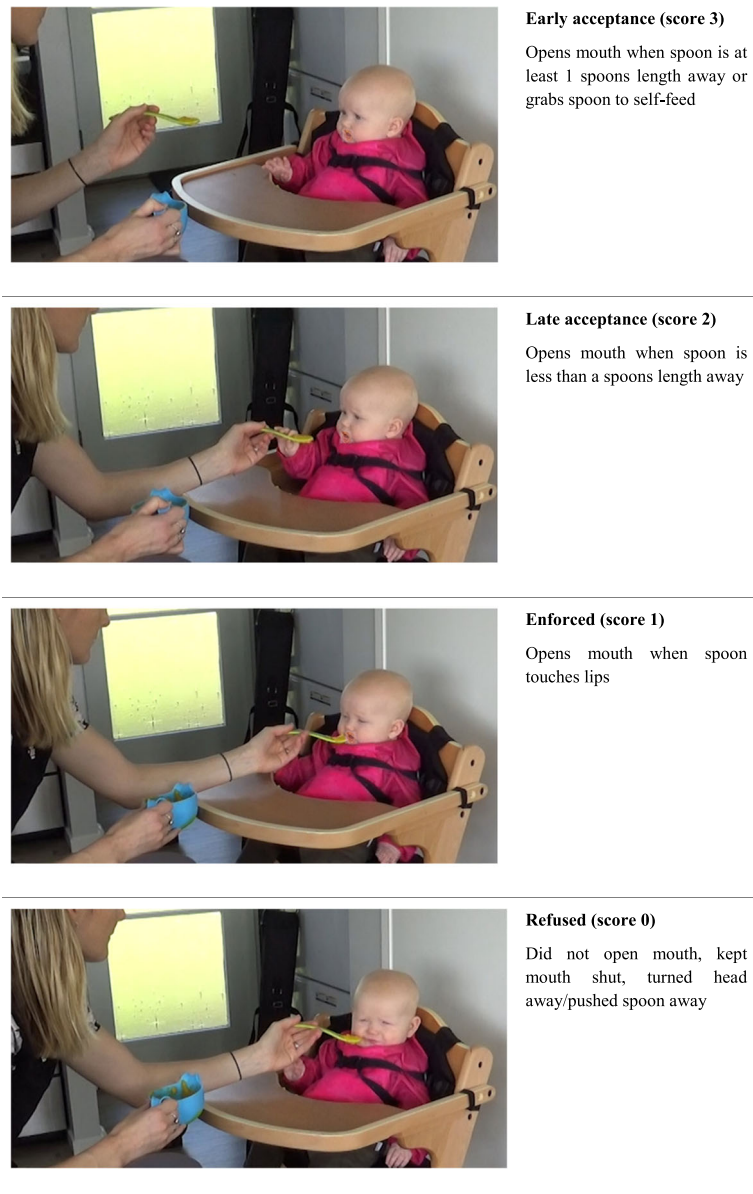 Early acceptance (score 3)
Opens mouth when spoon is at
least 1 spoons length away or
grabs spoon to self-feed
Late acceptance (score 2)
Opens mouth when spoon is
less than a spoons length away
Enforced (score 1)
Opens mouth when spoon
touches lips
Refused (score 0)
Did not open mouth, kept
mouth shut, turned head
away/pushed spoon away